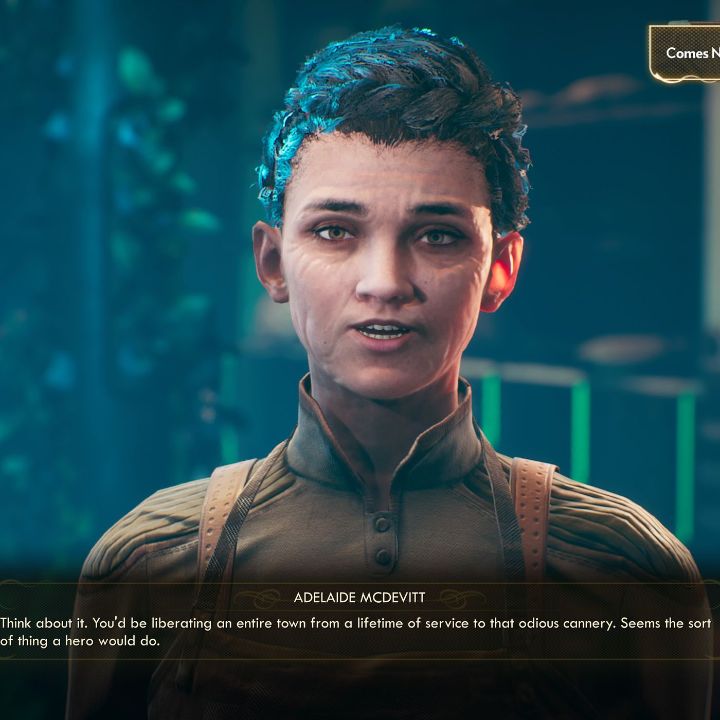 Comes
ADELAIDE MCDEVITT
Think about it. You'd be liberating an entire town from a lifetime of service to that odious cannery. Seems the sort
of thing a hero would do.